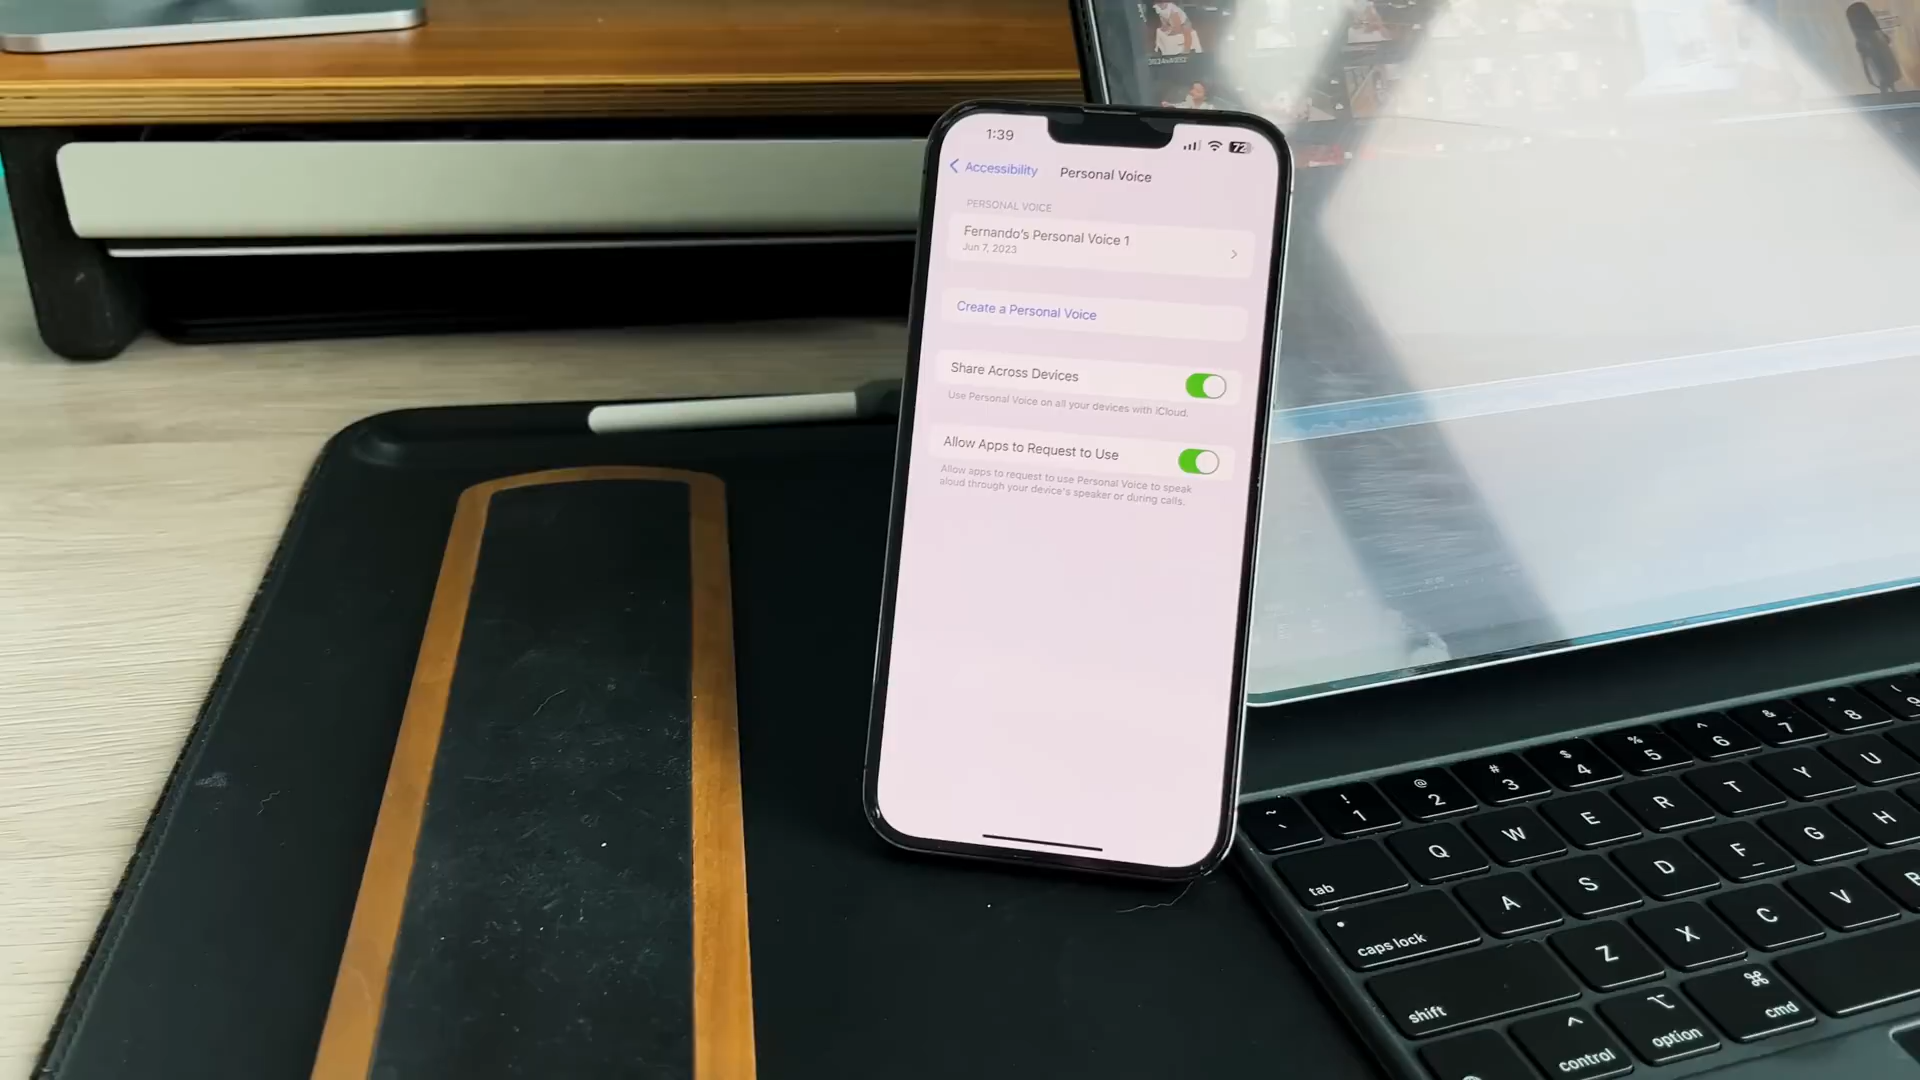 1:39
72
Accessibility
Personal Voice
PERSONAL VOICE
Fernando's Personal Voice 1
Jun 7, 2023
Create a Personal Voice
Share Across Devices
Use Personal Voice on all your devices with iCloud.
Allow Apps to Request to Use
Allow apps to request to use Personal Voice to speak
aloud through your device's speaker or during calls.
~ ! @ # $ % ^ & *
` 1 2 3 4 5 6 7 8 9
tab Q W E R T Y U
caps lock A S D F G H
shift Z X C V B
control ^ option ⌥ cmd ⌘